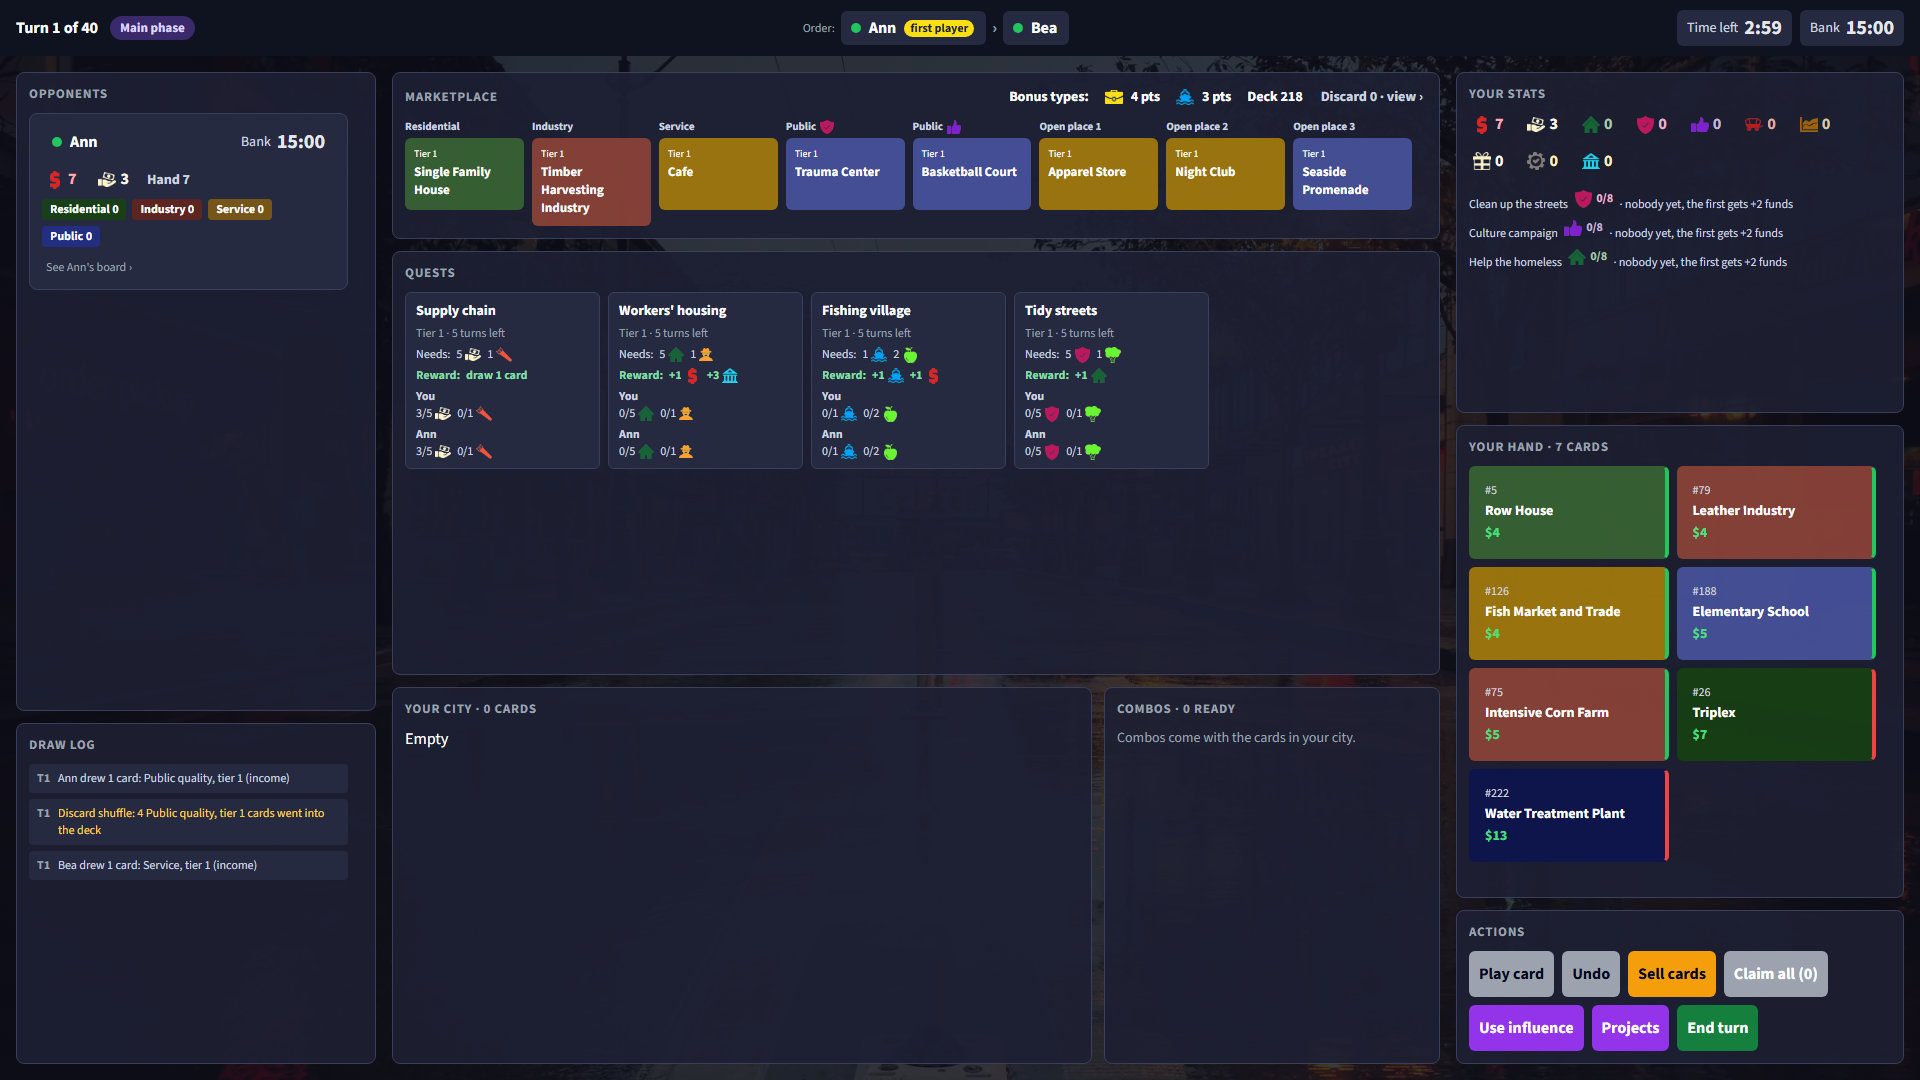 Turn 1 of 40 Main phase
Order: Ann first player › Bea
Time left 2:59 Bank 15:00
OPPONENTS
Ann Bank 15:00
7 3 Hand 7
Residential 0 Industry 0 Service 0
Public 0
See Ann's board ›
DRAW LOG
T1 Ann drew 1 card: Public quality, tier 1 (income)
T1 Discard shuffle: 4 Public quality, tier 1 cards went into
the deck
T1 Bea drew 1 card: Service, tier 1 (income)
MARKETPLACE
Bonus types: 4 pts 3 pts Deck 218 Discard 0 · view ›
Residential Industry Service Public Public Open place 1 Open place 2 Open place 3
Tier 1
Single Family
House
Tier 1
Timber
Harvesting
Industry
Tier 1
Cafe
Tier 1
Trauma Center
Tier 1
Basketball Court
Tier 1
Apparel Store
Tier 1
Night Club
Tier 1
Seaside
Promenade
QUESTS
Supply chain
Tier 1 · 5 turns left
Needs: 5 1
Reward: draw 1 card
You
3/5 0/1
Ann
3/5 0/1
Workers' housing
Tier 1 · 5 turns left
Needs: 5 1
Reward: +1 +3
You
0/5 0/1
Ann
0/5 0/1
Fishing village
Tier 1 · 5 turns left
Needs: 1 2
Reward: +1 +1
You
0/1 0/2
Ann
0/1 0/2
Tidy streets
Tier 1 · 5 turns left
Needs: 5 1
Reward: +1
You
0/5 0/1
Ann
0/5 0/1
YOUR CITY · 0 CARDS
Empty
COMBOS · 0 READY
Combos come with the cards in your city.
YOUR STATS
7 3 0 0 0 0 0
0 0 0
Clean up the streets 0/8 · nobody yet, the first gets +2 funds
Culture campaign 0/8 · nobody yet, the first gets +2 funds
Help the homeless 0/8 · nobody yet, the first gets +2 funds
YOUR HAND · 7 CARDS
#5
Row House
$4
#79
Leather Industry
$4
#126
Fish Market and Trade
$4
#188
Elementary School
$5
#75
Intensive Corn Farm
$5
#26
Triplex
$7
#222
Water Treatment Plant
$13
ACTIONS
Play card Undo Sell cards Claim all (0)
Use influence Projects End turn